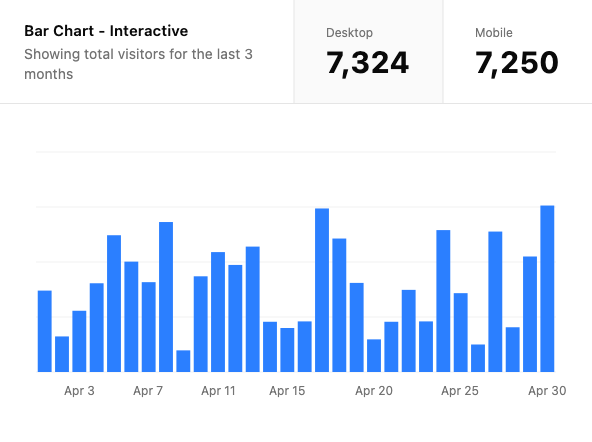 Bar Chart - Interactive
Showing total visitors for the last 3
months
Desktop
7,324
Mobile
7,250
Apr 3
Apr 7
Apr 11
Apr 15
Apr 20
Apr 25
Apr 30